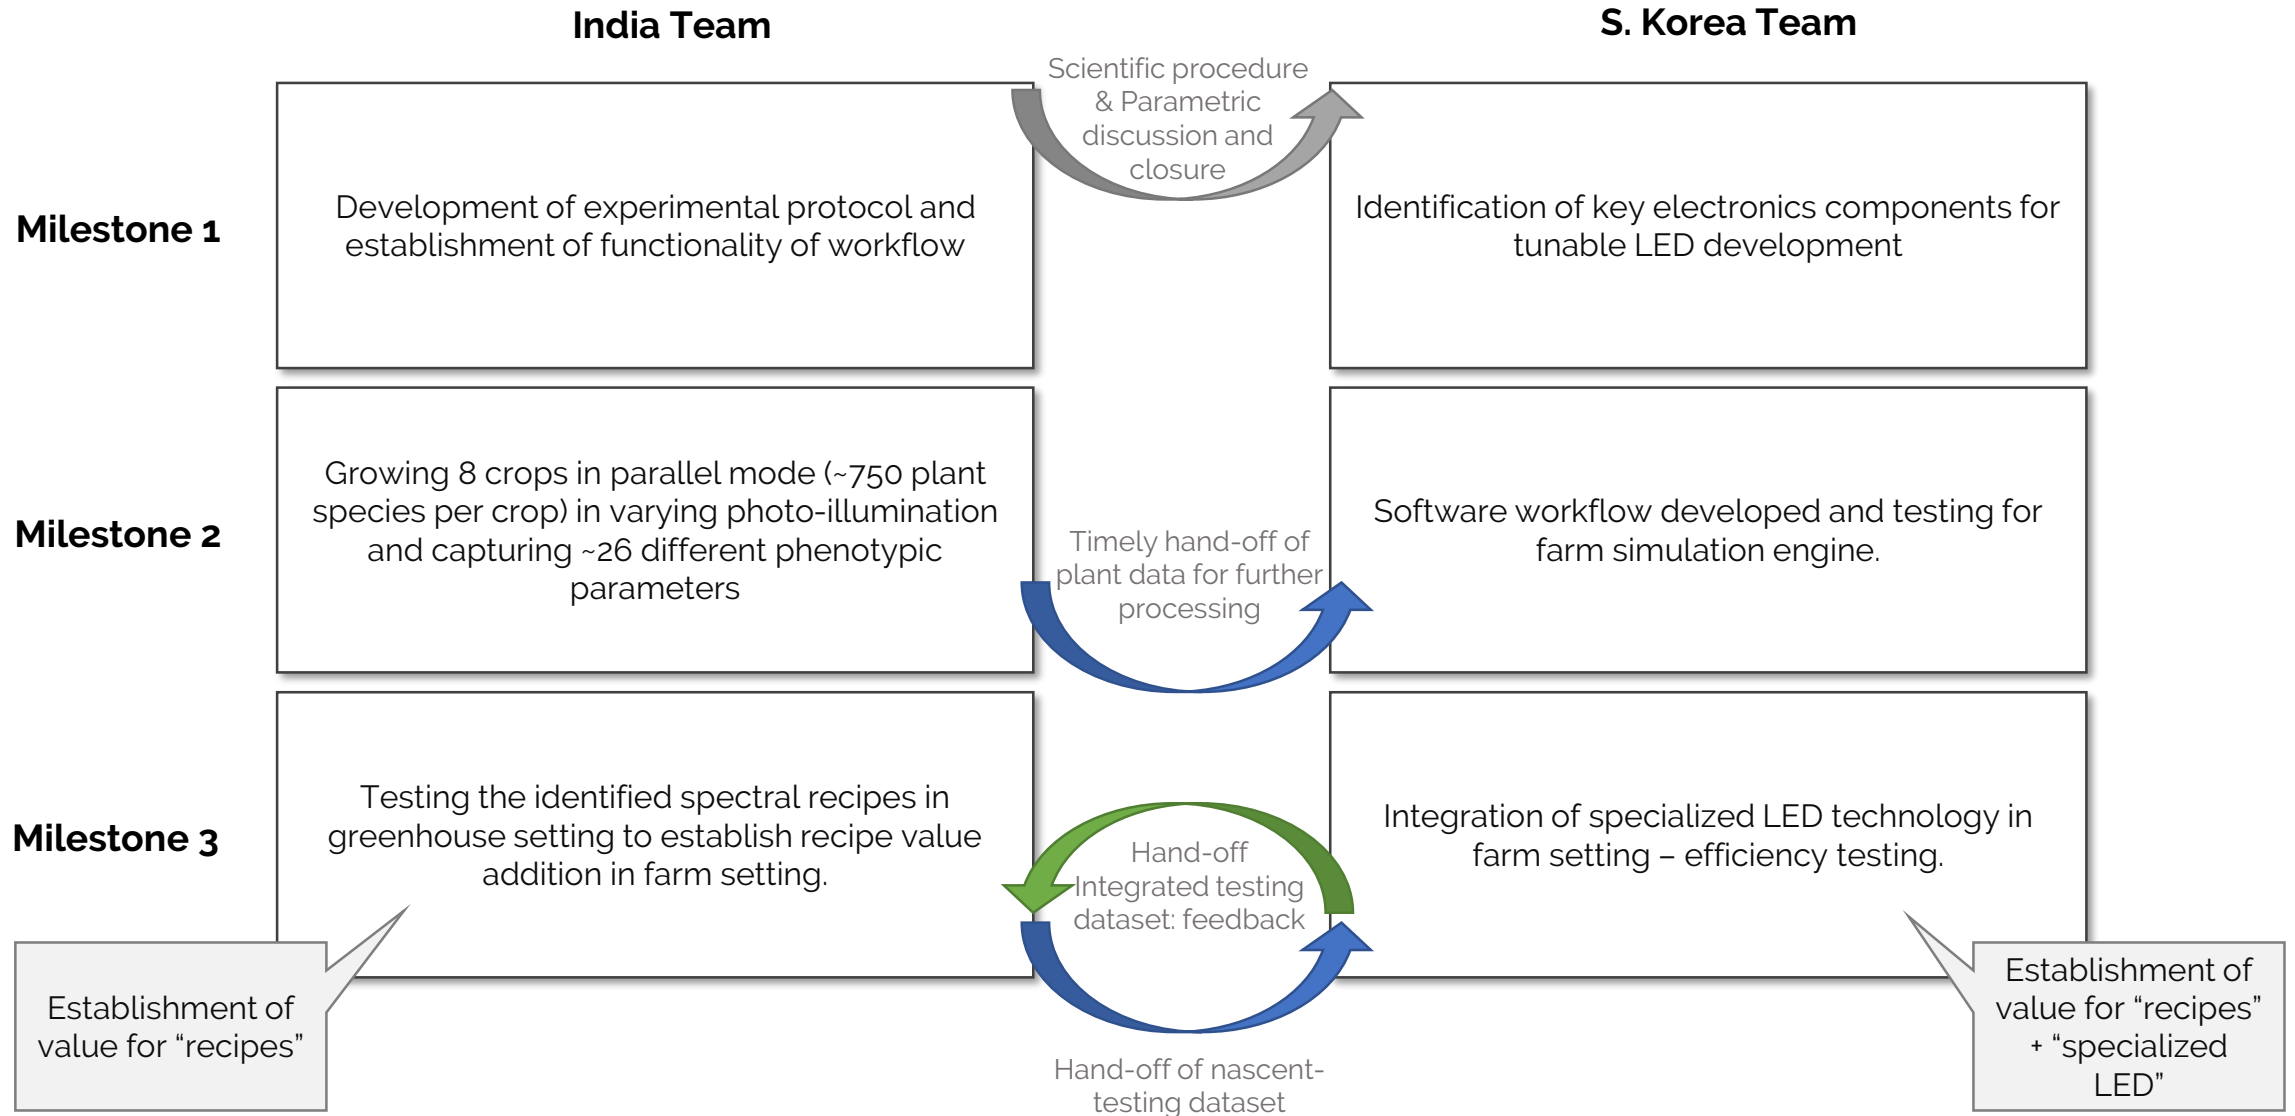 India Team
S. Korea Team
Scientific procedure
& Parametric
discussion and
closure
Milestone 1
Development of experimental protocol and
establishment of functionality of workflow
Identification of key electronics components for
tunable LED development
Milestone 2
Growing 8 crops in parallel mode (~750 plant
species per crop) in varying photo-illumination
and capturing ~26 different phenotypic
parameters
Timely hand-off of
plant data for further
processing
Software workflow developed and testing for
farm simulation engine.
Milestone 3
Testing the identified spectral recipes in
greenhouse setting to establish recipe value
addition in farm setting.
Hand-off
Integrated testing
dataset: feedback
Integration of specialized LED technology in
farm setting – efficiency testing.
Establishment of
value for “recipes”
Hand-off of nascent-
testing dataset
Establishment of
value for “recipes”
+ “specialized
LED”